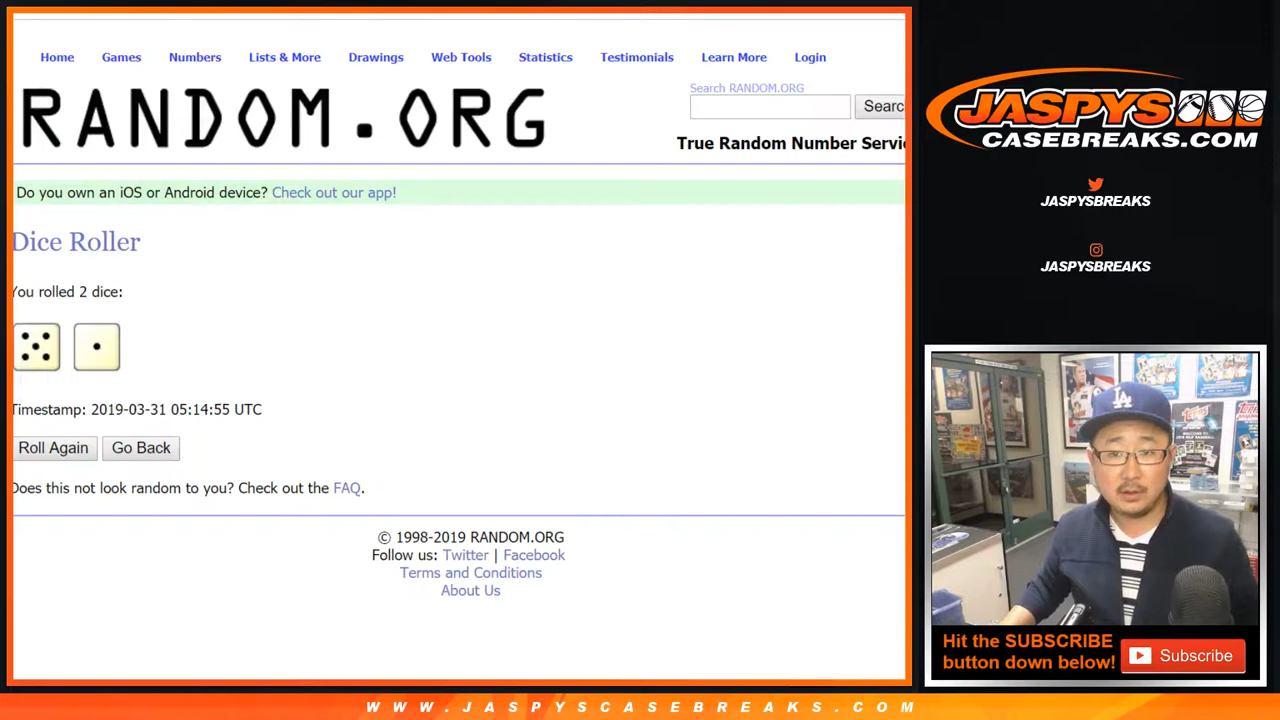 Home Games Numbers Lists & More Drawings Web Tools Statistics Testimonials Learn More Login
Search RANDOM.ORG
RANDOM.ORG
Searc
True Random Number Servi
Do you own an iOS or Android device? Check out our app!
Dice Roller
You rolled 2 dice:
Timestamp: 2019-03-31 05:14:55 UTC
Roll Again Go Back
Does this not look random to you? Check out the FAQ.
© 1998-2019 RANDOM.ORG
Follow us: Twitter | Facebook
Terms and Conditions
About Us
JASPYS
CASEBREAKS.COM
JASPYSBREAKS
JASPYSBREAKS
LA
Topps
Hit the SUBSCRIBE
button down below!
Subscribe
WWW.JASPYSCASEBREAKS.COM